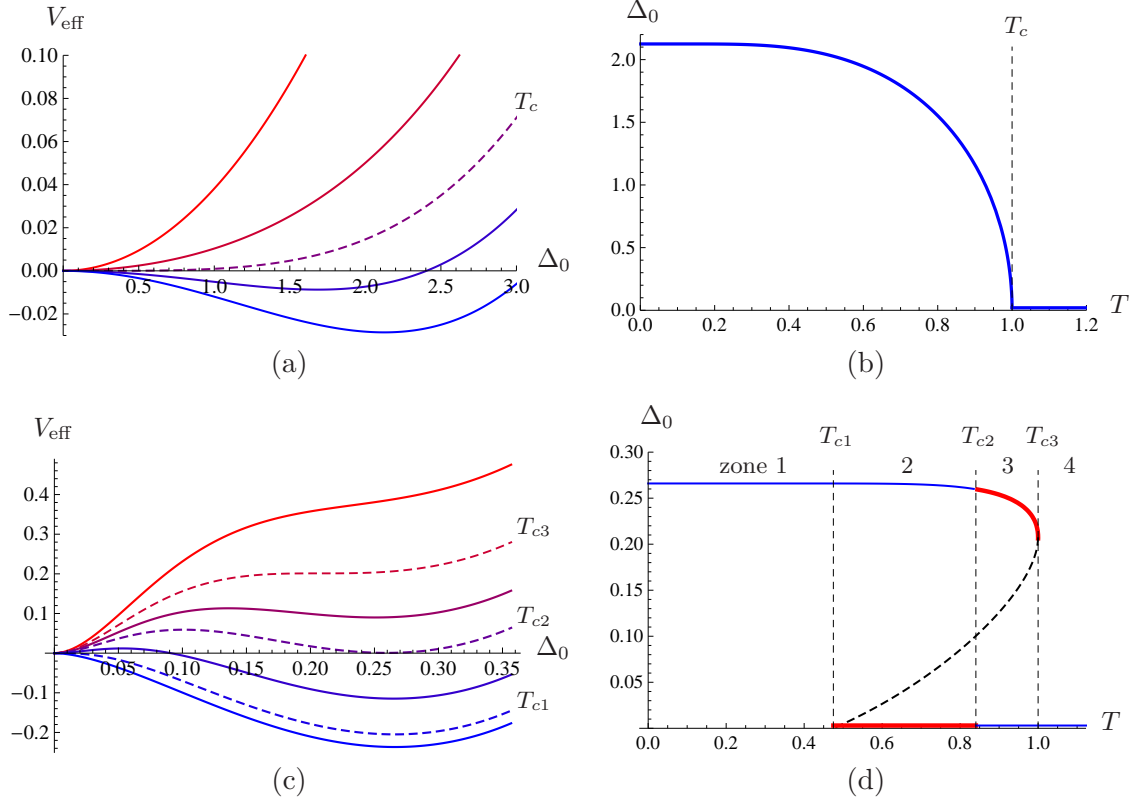 V_eff
0.10
0.08
0.06
0.04
0.02
0.00
-0.02
0.5 1.0 1.5 2.0 2.5 3.0
T_c
Δ_0
(a)
Δ_0
T_c
2.0
1.5
1.0
0.5
0.0
0.0 0.2 0.4 0.6 0.8 1.0 1.2
T
(b)
V_eff
0.4
0.3
0.2
0.1
0.00
-0.1
-0.2
0.05 0.10 0.15 0.20 0.25 0.30 0.35
T_c3
T_c2
Δ_0
T_c1
(c)
Δ_0
T_c1 T_c2 T_c3
zone 1 2 3 4
0.30
0.25
0.20
0.15
0.10
0.05
0.0 0.2 0.4 0.6 0.8 1.0
T
(d)